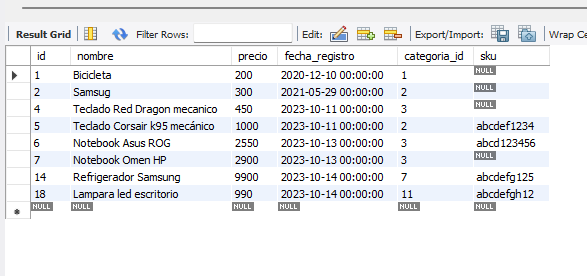 Result Grid Filter Rows: Edit: Export/Import: Wrap Ce
id nombre precio fecha_registro categoria_id sku
1 Bicicleta 200 2020-12-10 00:00:00 1 NULL
2 Samsug 300 2021-05-29 00:00:00 2 NULL
4 Teclado Red Dragon mecanico 450 2023-10-11 00:00:00 3 NULL
5 Teclado Corsair k95 mecánico 1000 2023-10-11 00:00:00 2 abcdef1234
6 Notebook Asus ROG 2550 2023-10-13 00:00:00 3 abcd123456
7 Notebook Omen HP 2900 2023-10-13 00:00:00 3 NULL
14 Refrigerador Samsung 9900 2023-10-14 00:00:00 7 abcdefg125
18 Lampara led escritorio 990 2023-10-14 00:00:00 11 abcdefgh12
NULL NULL NULL NULL NULL NULL